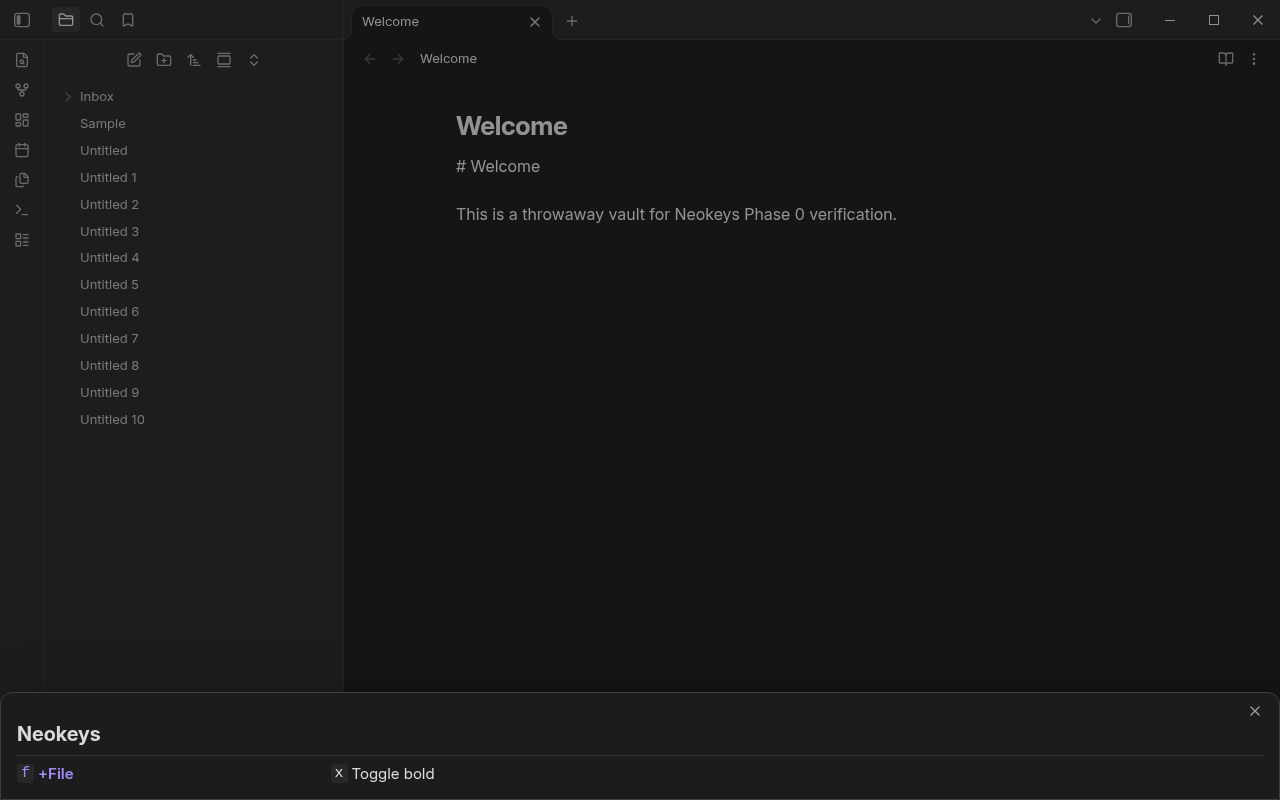 Welcome
Welcome
Inbox
Sample
Untitled
Untitled 1
Untitled 2
Untitled 3
Untitled 4
Untitled 5
Untitled 6
Untitled 7
Untitled 8
Untitled 9
Untitled 10
Welcome
# Welcome
This is a throwaway vault for Neokeys Phase 0 verification.
Neokeys
f +File
x Toggle bold